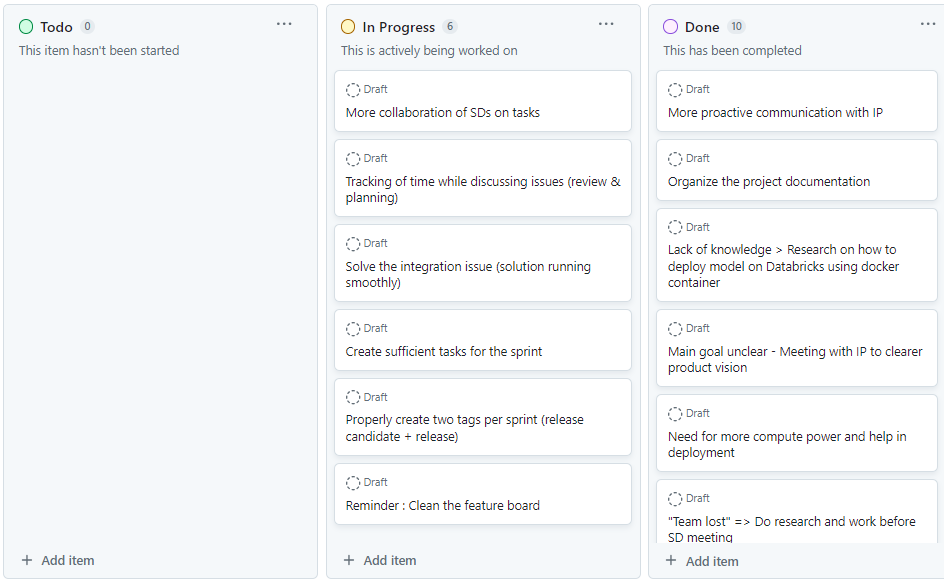 Todo 0 ...
This item hasn't been started
+ Add item
In Progress 6 ...
This is actively being worked on
Draft
More collaboration of SDs on tasks
Draft
Tracking of time while discussing issues (review &
planning)
Draft
Solve the integration issue (solution running
smoothly)
Draft
Create sufficient tasks for the sprint
Draft
Properly create two tags per sprint (release
candidate + release)
Draft
Reminder : Clean the feature board
+ Add item
Done 10 ...
This has been completed
Draft
More proactive communication with IP
Draft
Organize the project documentation
Draft
Lack of knowledge > Research on how to
deploy model on Databricks using docker
container
Draft
Main goal unclear - Meeting with IP to clearer
product vision
Draft
Need for more compute power and help in
deployment
Draft
"Team lost" => Do research and work before
SD meeting
+ Add item